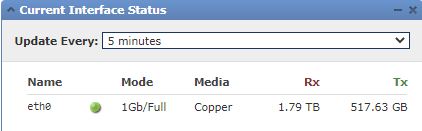 Current Interface Status
Update Every: 5 minutes
Name Mode Media Rx Tx
eth0 1Gb/Full Copper 1.79 TB 517.63 GB